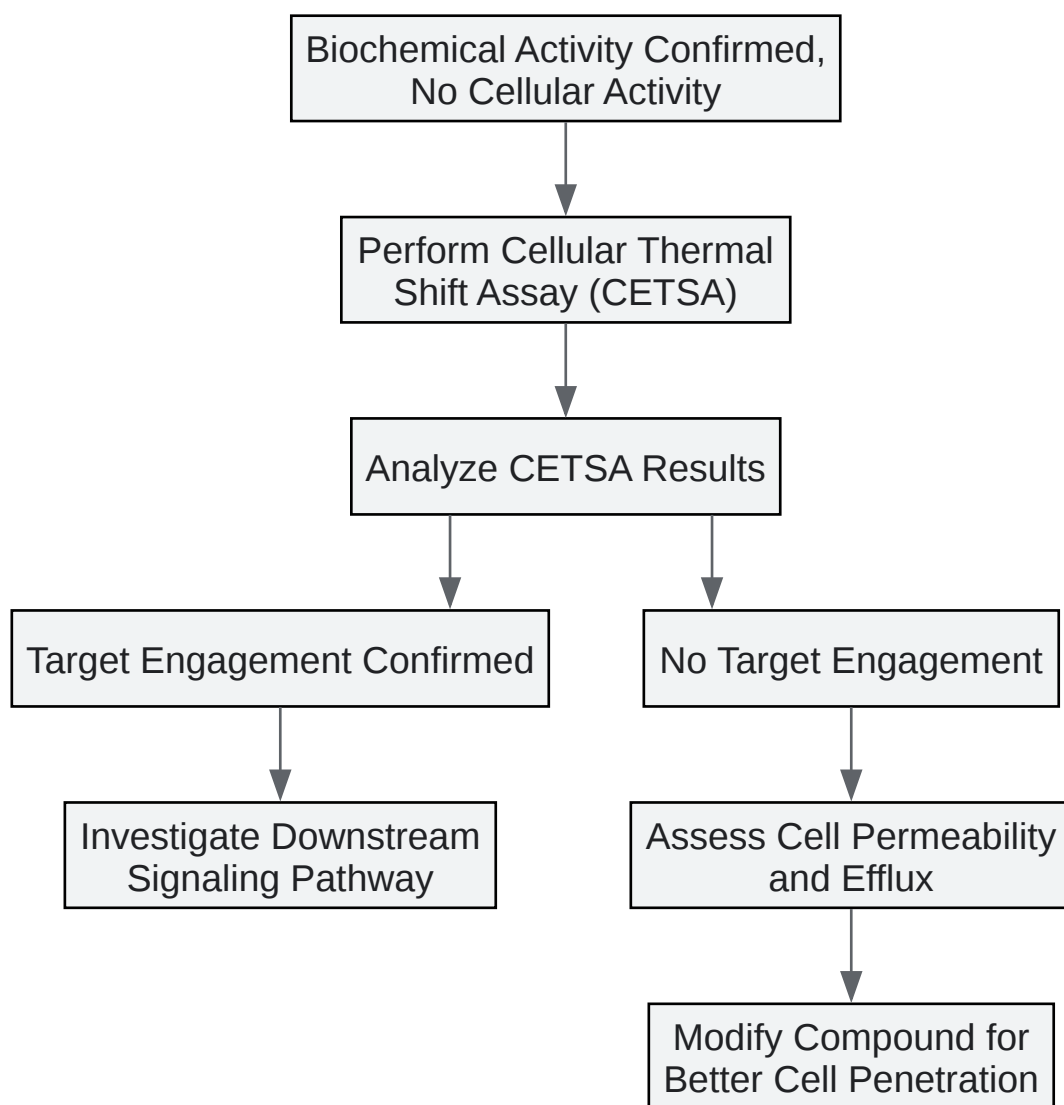 Biochemical Activity Confirmed,
No Cellular Activity
Perform Cellular Thermal
Shift Assay (CETSA)
Analyze CETSA Results
Target Engagement Confirmed
No Target Engagement
Investigate Downstream
Signaling Pathway
Assess Cell Permeability
and Efflux
Modify Compound for
Better Cell Penetration